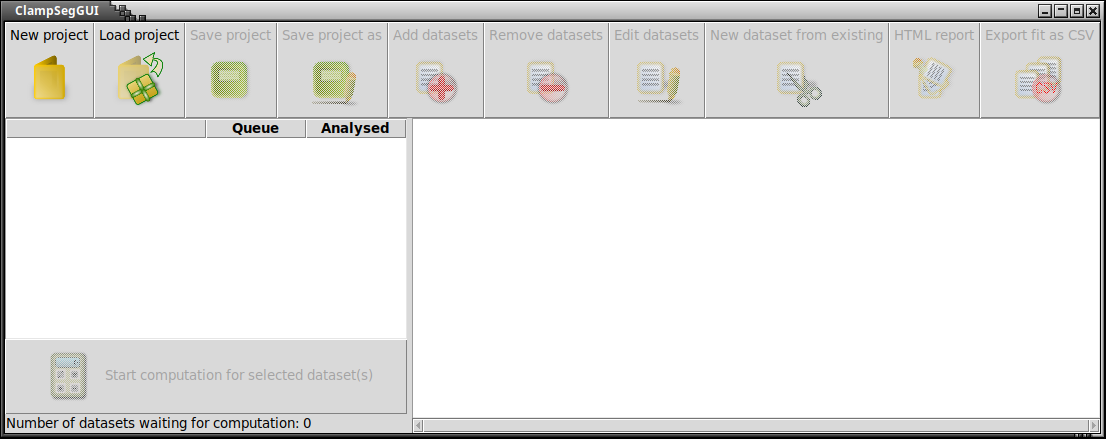 ClampSegGUI
New project Load project Save project Save project as Add datasets Remove datasets Edit datasets New dataset from existing HTML report Export fit as CSV
CSV
Queue Analysed
Start computation for selected dataset(s)
Number of datasets waiting for computation: 0